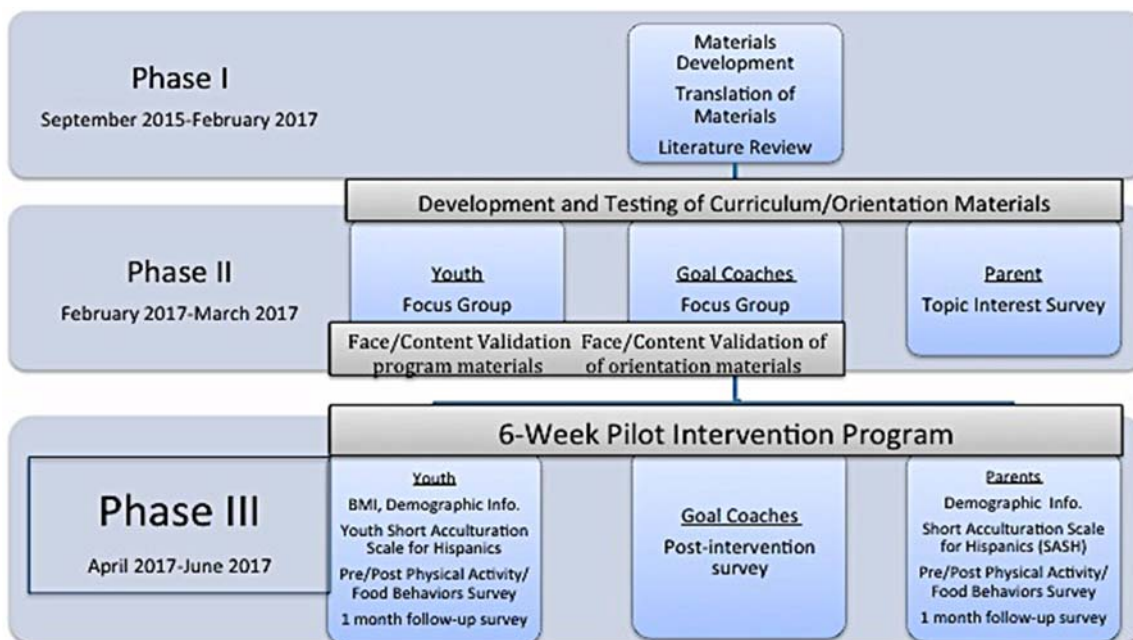 Phase I
September 2015-February 2017
Materials
Development
Translation of
Materials
Literature Review
Development and Testing of Curriculum/Orientation Materials
Phase II
February 2017-March 2017
Youth
Focus Group
Goal Coaches
Focus Group
Parent
Topic Interest Survey
Face/Content Validation
program materials
Face/Content Validation of
of orientation materials
6-Week Pilot Intervention Program
Phase III
April 2017-June 2017
Youth
BMI, Demographic Info.
Youth Short Acculturation
Scale for Hispanics
Pre/Post Physical Activity/
Food Behaviors Survey
1 month follow-up survey
Goal Coaches
Post-intervention
survey
Parents
Demographic Info.
Short Acculturation Scale
for Hispanics (SASH)
Pre/Post Physical Activity/
Food Behaviors Survey
1 month follow-up survey